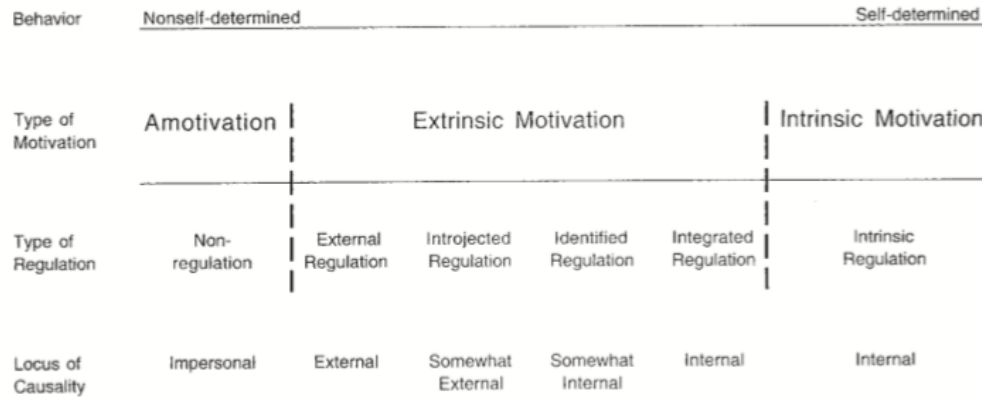 Behavior Nonself-determined Self-determined
Type of Motivation Amotivation Extrinsic Motivation Intrinsic Motivation
Type of Regulation Non-regulation External Regulation Introjected Regulation Identified Regulation Integrated Regulation Intrinsic Regulation
Locus of Causality Impersonal External Somewhat External Somewhat Internal Internal Internal